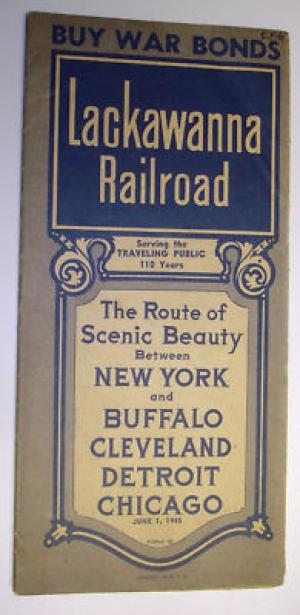 BUY WAR BONDS
Lackawanna
Railroad
Serving the
TRAVELING PUBLIC
110 Years
The Route of
Scenic Beauty
Between
NEW YORK
and
BUFFALO
CLEVELAND
DETROIT
CHICAGO
JUNE 1, 1945